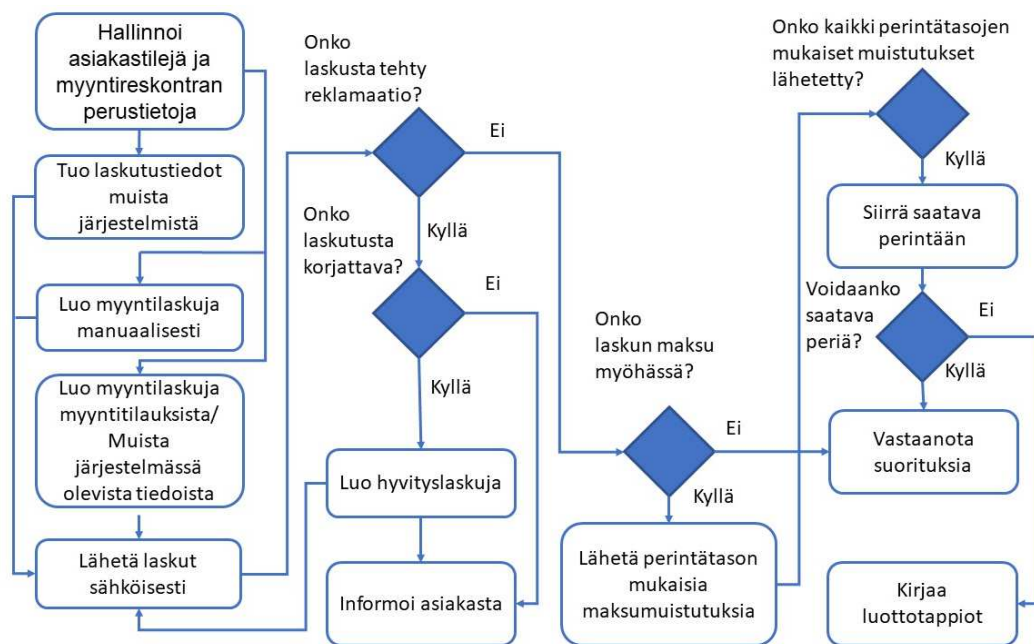 Hallinnoi
asiakastilejä ja
myyntireskontran
perustietoja
Tuo laskutustiedot
muista
järjestelmistä
Luo myyntilaskuja
manuaalisesti
Luo myyntilaskuja
myyntitilauksista/
Muista
järjestelmässä
olevista tiedoista
Lähetä laskut
sähköisesti
Onko
laskusta tehty
reklamaatio?
Ei
Kyllä
Onko
laskutusta
korjattava?
Ei
Kyllä
Luo hyvityslaskuja
Informoi asiakasta
Onko
laskun maksu
myöhässä?
Ei
Kyllä
Lähetä perintätason
mukaisia
maksumuistutuksia
Onko kaikki perintätasojen
mukaiset muistutukset
lähetetty?
Kyllä
Siirrä saatava
perintään
Voidaanko
saatava
periä?
Ei
Kyllä
Vastaanota
suorituksia
Kirjaa
luottotappiot